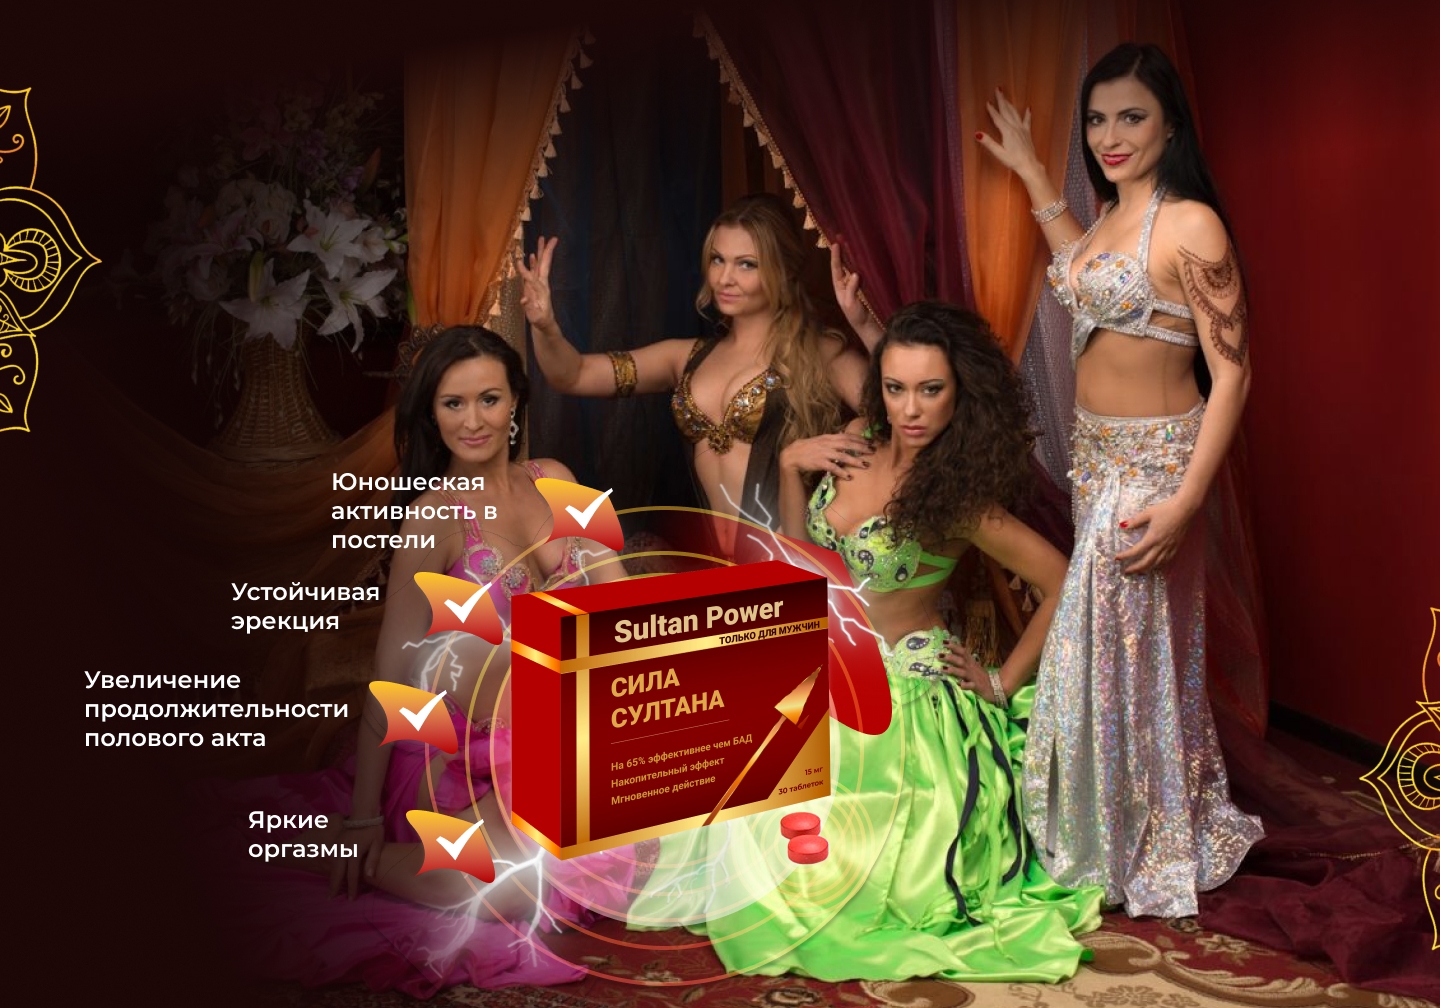 Юношеская
активность в
постели
Устойчивая
эрекция
Увеличение
продолжительности
полового акта
Яркие
оргазмы
Sultan Power
ТОЛЬКО ДЛЯ МУЖЧИН
СИЛА
СУЛТАНА
На 65% эффективнее чем БАД
Накопительный эффект
Мгновенное действие
15 мг
30 таблеток